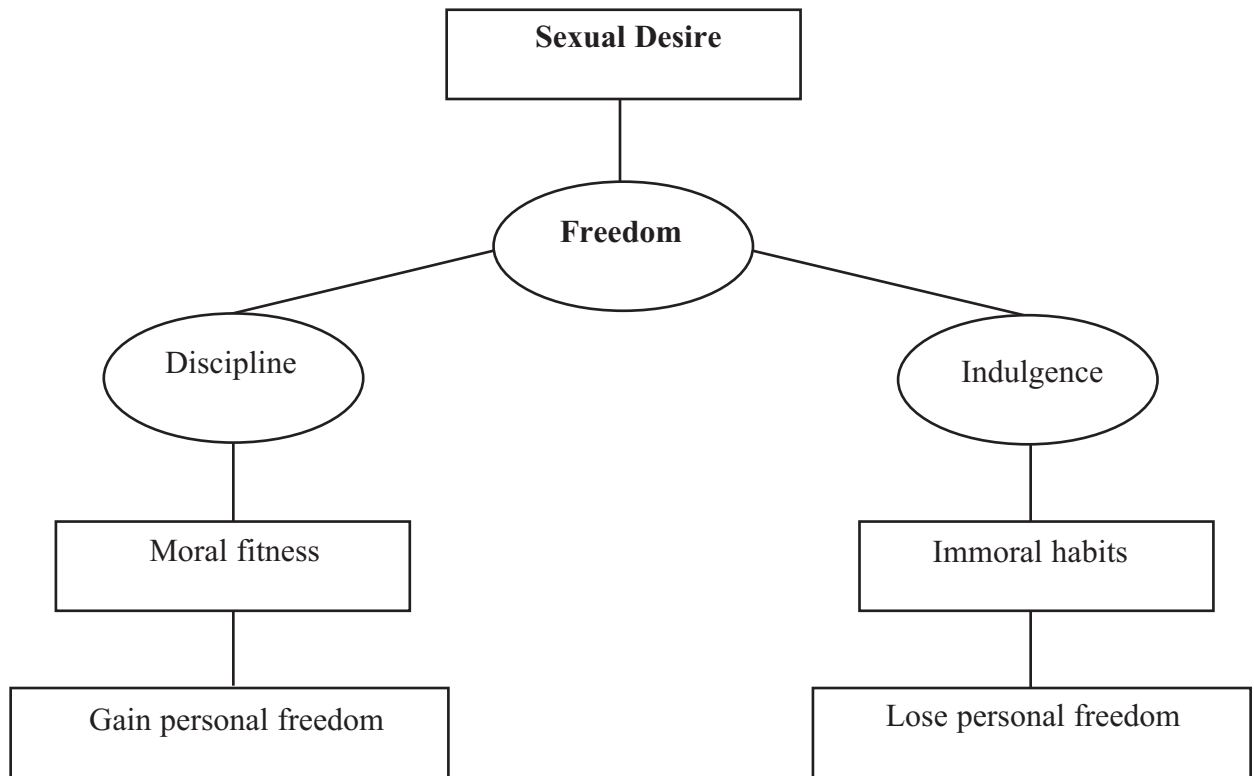 Sexual Desire
Freedom
Discipline
Indulgence
Moral fitness
Immoral habits
Gain personal freedom
Lose personal freedom